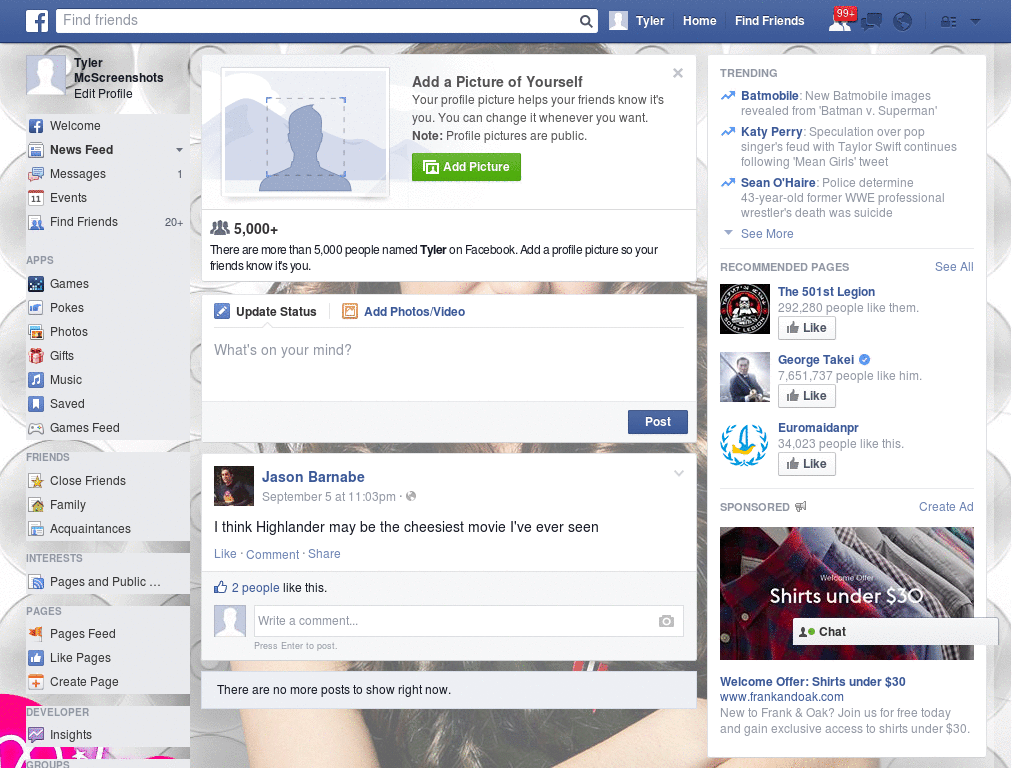 Find friends
Tyler
Home
Find Friends
99+
Tyler
McScreenshots
Edit Profile
Welcome
News Feed
Messages 1
Events
Find Friends 20+
APPS
Games
Pokes
Photos
Gifts
Music
Saved
Games Feed
FRIENDS
Close Friends
Family
Acquaintances
INTERESTS
Pages and Public ...
PAGES
Pages Feed
Like Pages
Create Page
DEVELOPER
Insights
GROUPS
Add a Picture of Yourself
Your profile picture helps your friends know it's
you. You can change it whenever you want.
Note: Profile pictures are public.
Add Picture
5,000+
There are more than 5,000 people named Tyler on Facebook. Add a profile picture so your
friends know it's you.
Update Status
Add Photos/Video
What's on your mind?
Post
Jason Barnabe
September 5 at 11:03pm ·
I think Highlander may be the cheesiest movie I've ever seen
Like · Comment · Share
2 people like this.
Write a comment...
Press Enter to post.
There are no more posts to show right now.
TRENDING
Batmobile: New Batmobile images
revealed from 'Batman v. Superman'
Katy Perry: Speculation over pop
singer's feud with Taylor Swift continues
following 'Mean Girls' tweet
Sean O'Haire: Police determine
43-year-old former WWE professional
wrestler's death was suicide
See More
RECOMMENDED PAGES See All
The 501st Legion
292,280 people like them.
Like
George Takei
7,651,737 people like him.
Like
Euromaidanpr
34,023 people like this.
Like
SPONSORED Create Ad
Welcome Offer
Shirts under $30
Chat
Welcome Offer: Shirts under $30
www.frankandoak.com
New to Frank & Oak? Join us for free today
and gain exclusive access to shirts under $30.